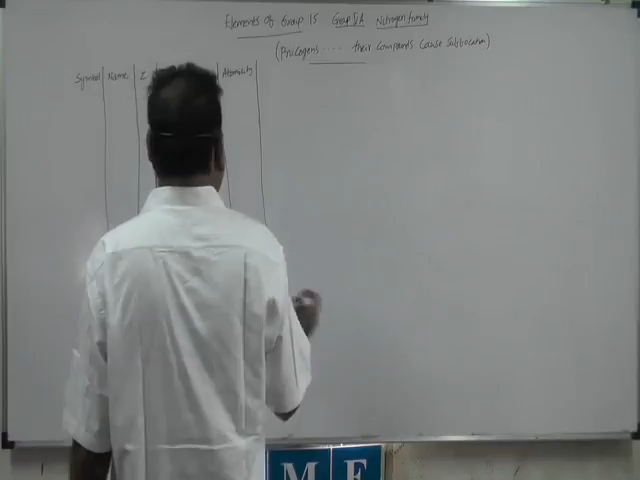 Elements of Group 15 Group VA Nitrogen family
(Pnicogens .... their compounds cause suffocation)
Symbol Name Z Atomicity
M E